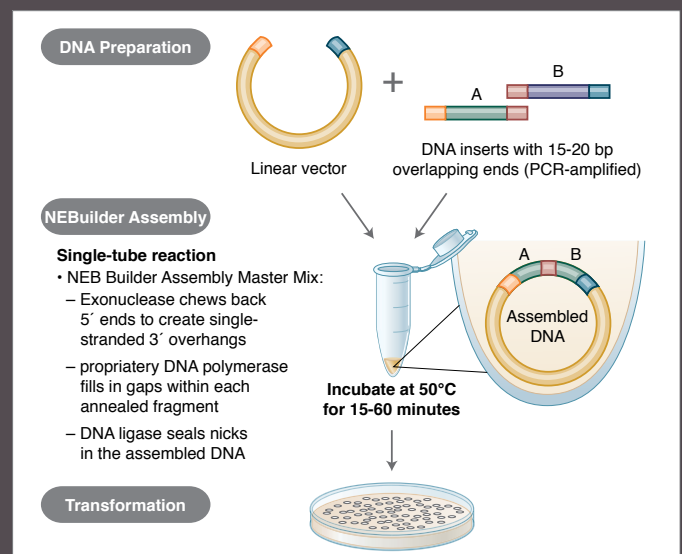 DNA Preparation
A
B
Linear vector
DNA inserts with 15-20 bp
overlapping ends (PCR-amplified)
NEBuilder Assembly
Single-tube reaction
• NEB Builder Assembly Master Mix:
– Exonuclease chews back
5´ ends to create single-
stranded 3´ overhangs
– propriatery DNA polymerase
fills in gaps within each
annealed fragment
– DNA ligase seals nicks
in the assembled DNA
A B
Assembled
DNA
Incubate at 50°C
for 15-60 minutes
Transformation